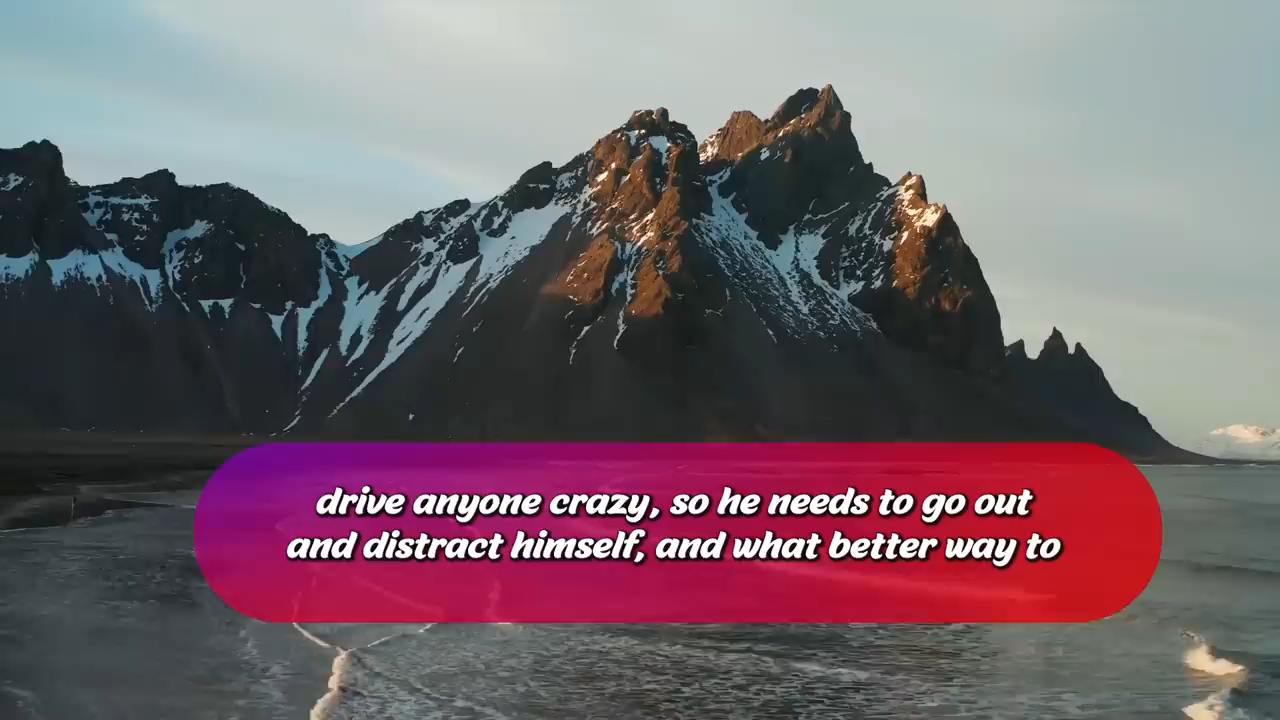 drive anyone crazy, so he needs to go out
and distract himself, and what better way to